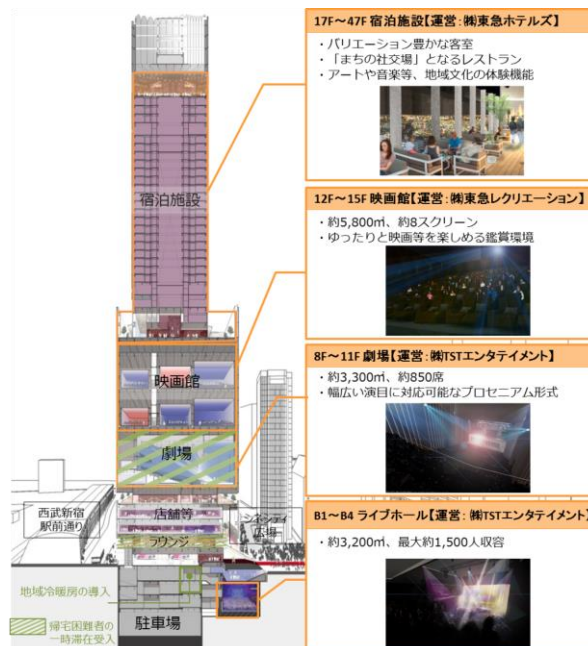 17F～47F 宿泊施設【運営：㈱東急ホテルズ】
・バリエーション豊かな客室
・「まちの社交場」となるレストラン
・アートや音楽等、地域文化の体験機能
宿泊施設
12F～15F 映画館【運営：㈱東急レクリエーション】
・約5,800㎡、約8スクリーン
・ゆったりと映画等を楽しめる鑑賞環境
映画館
8F～11F 劇場【運営：㈱TSTエンタテイメント】
・約3,300㎡、約850席
・幅広い演目に対応可能なプロセニアム形式
劇場
店舗等
ラウンジ
西武新宿
駅前通り
シネシティ
広場
B1～B4 ライブホール【運営：㈱TSTエンタテイメント】
・約3,200㎡、最大約1,500人収容
地域冷暖房の導入
帰宅困難者の
一時滞在受入
駐車場